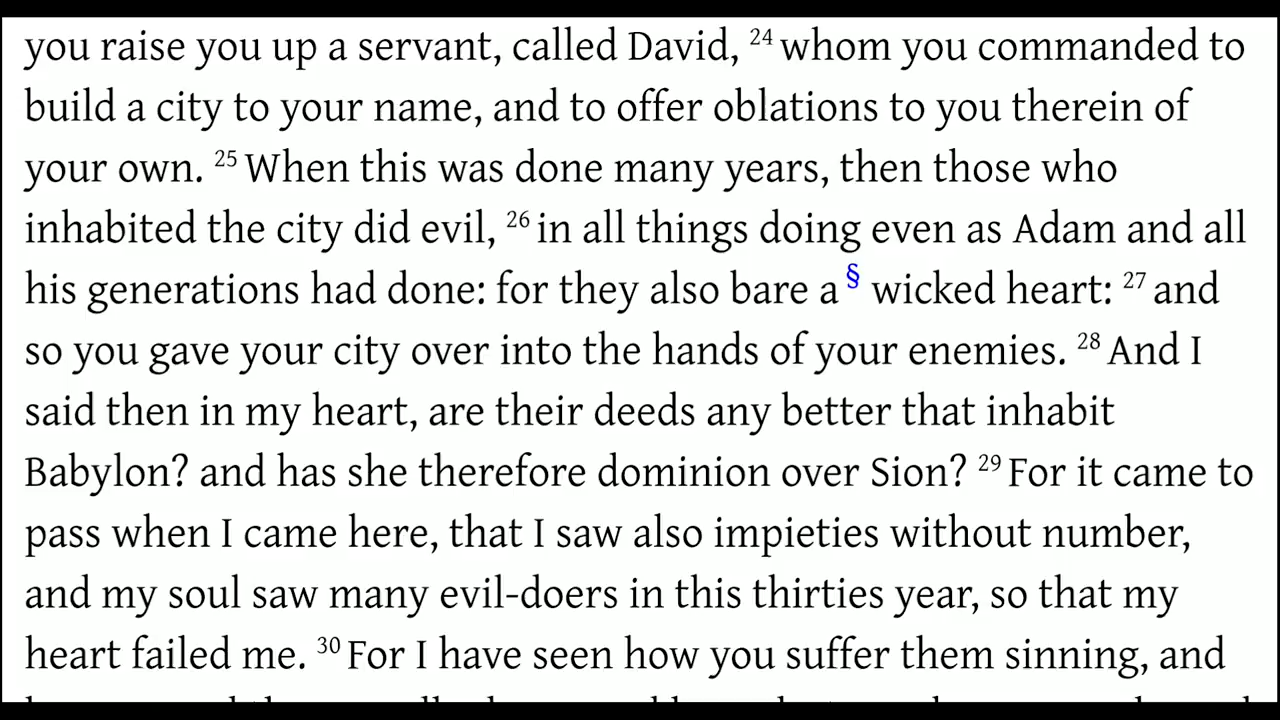 you raise you up a servant, called David, 24 whom you commanded to
build a city to your name, and to offer oblations to you therein of
your own. 25 When this was done many years, then those who
inhabited the city did evil, 26 in all things doing even as Adam and all
his generations had done: for they also bare a § wicked heart: 27 and
so you gave your city over into the hands of your enemies. 28 And I
said then in my heart, are their deeds any better that inhabit
Babylon? and has she therefore dominion over Sion? 29 For it came to
pass when I came here, that I saw also impieties without number,
and my soul saw many evil-doers in this thirties year, so that my
heart failed me. 30 For I have seen how you suffer them sinning, and